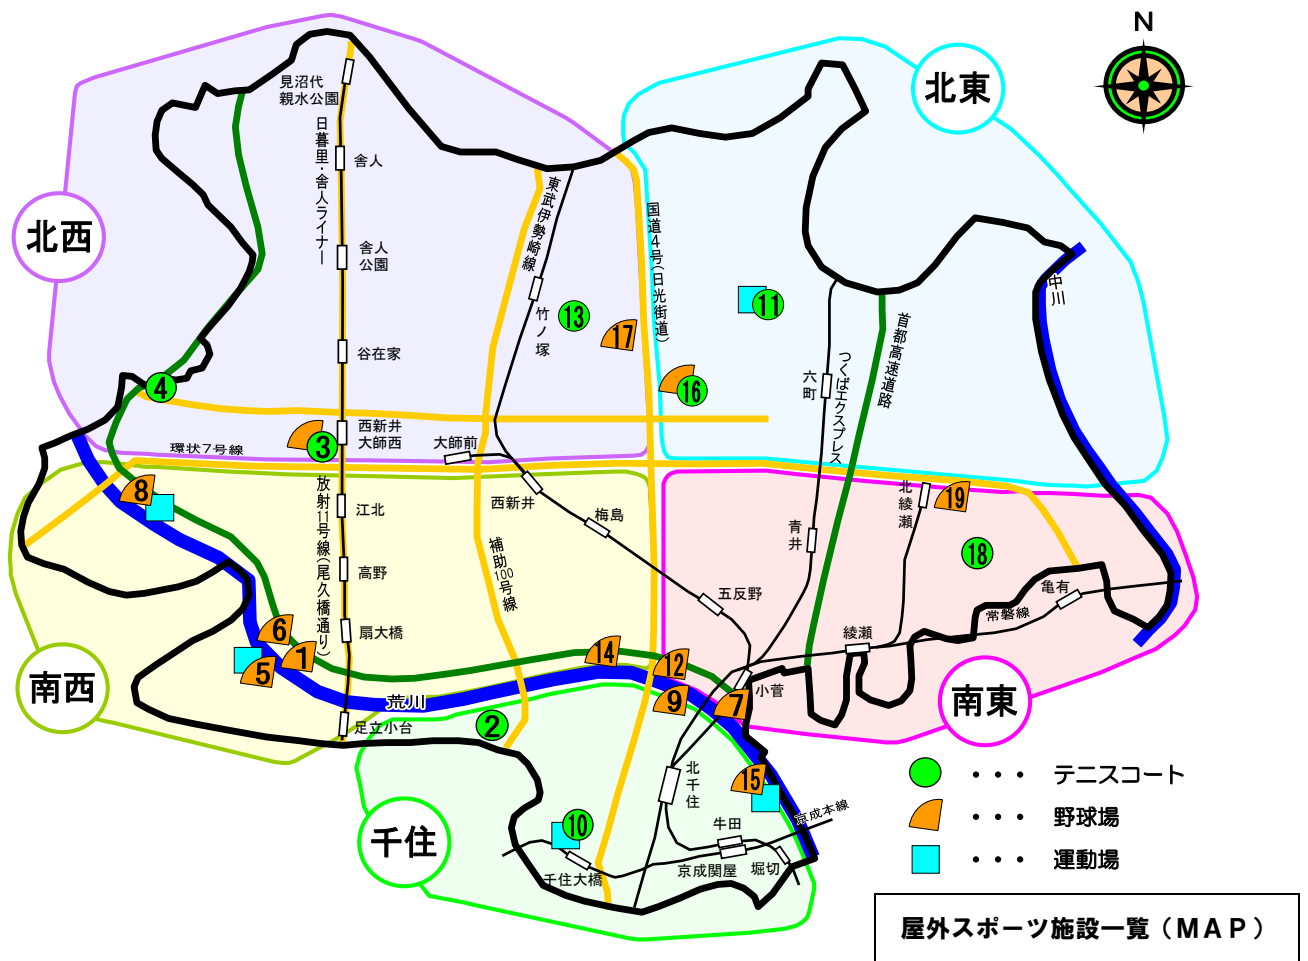 N
北東
見沼代
親水公園
日暮里・舎人ライナー
舎人
北西
東武伊勢崎線
国道4号(日光街道)
舎人
公園
中川
竹ノ塚
13
17
11
首都高速道路
つくばエクスプレス
谷在家
六町
16
4
3
西新井
大師西
大師前
環状7号線
8
放射11号線(尾久橋通り)
江北
西新井
梅島
青井
北綾瀬
19
18
補助100号線
高野
五反野
亀有
常磐線
6
扇大橋
綾瀬
1
5
14
12
南西
荒川
9
7
小菅
南東
足立小台
2
北千住
15
・・・ テニスコート
・・・ 野球場
・・・ 運動場
10
千住
牛田
京成本線
京成関屋
堀切
千住大橋
屋外スポーツ施設一覧(MAP)